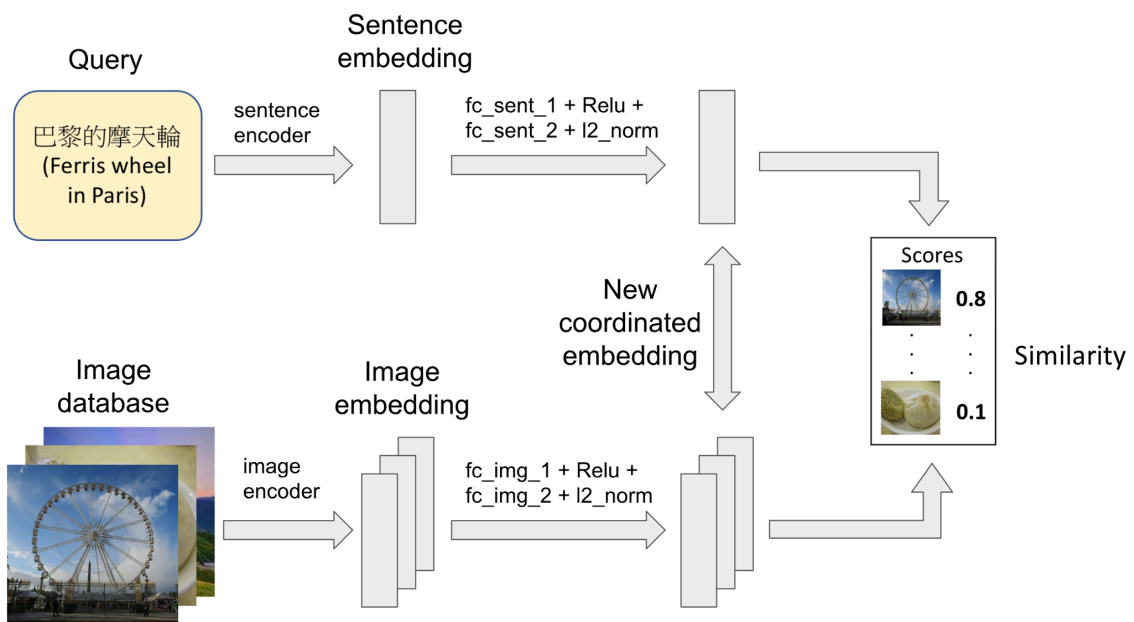 Query
巴黎的摩天輪
(Ferris wheel
in Paris)
sentence
encoder
Sentence
embedding
fc_sent_1 + Relu +
fc_sent_2 + l2_norm
New
coordinated
embedding
Image
database
image
encoder
Image
embedding
fc_img_1 + Relu +
fc_img_2 + l2_norm
Scores
0.8
0.1
Similarity